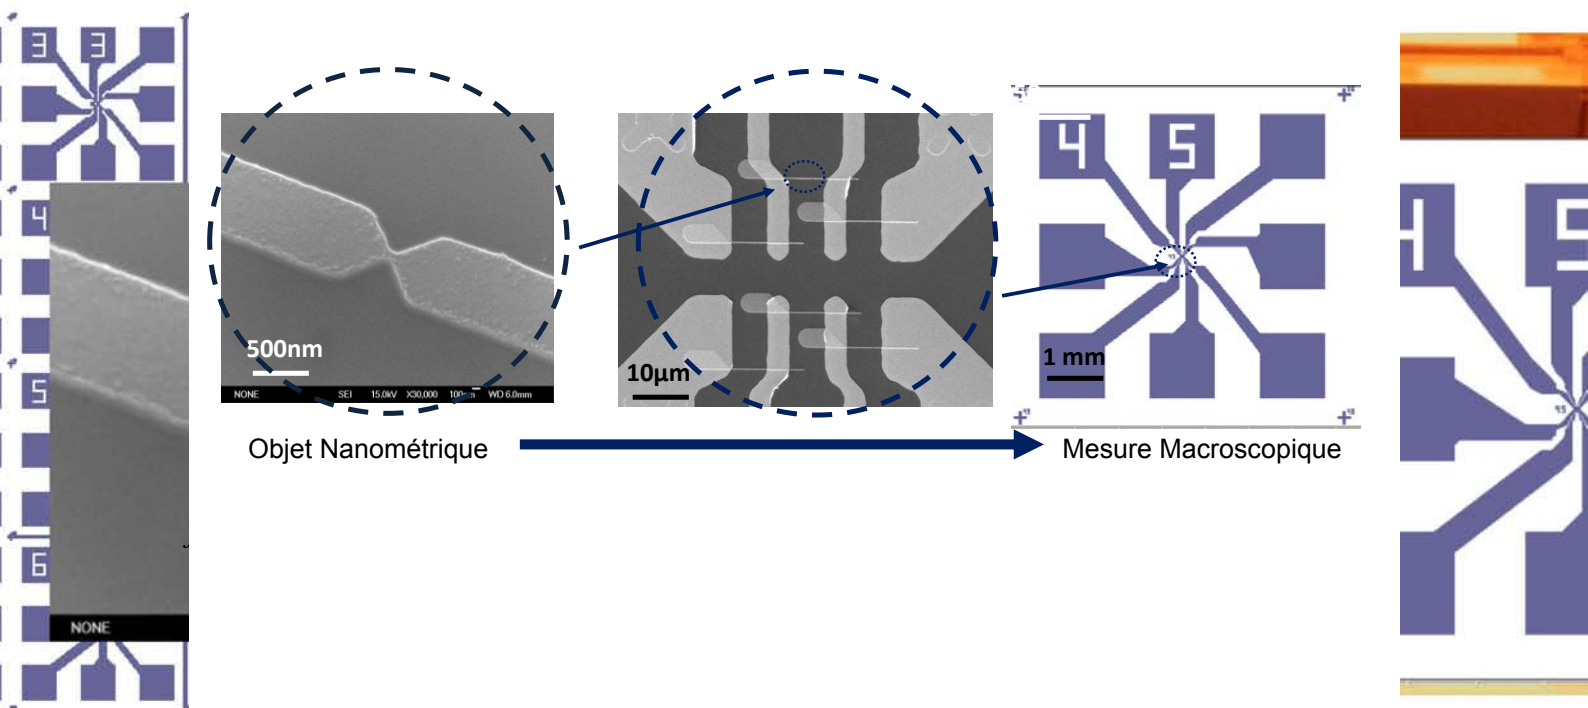 3 3
4
5
6
NONE
500nm
NONE SEI 15.0kV X30,000 100nm WD 6.0mm
10µm
4 5
1 mm
Objet Nanométrique
Mesure Macroscopique
4 5